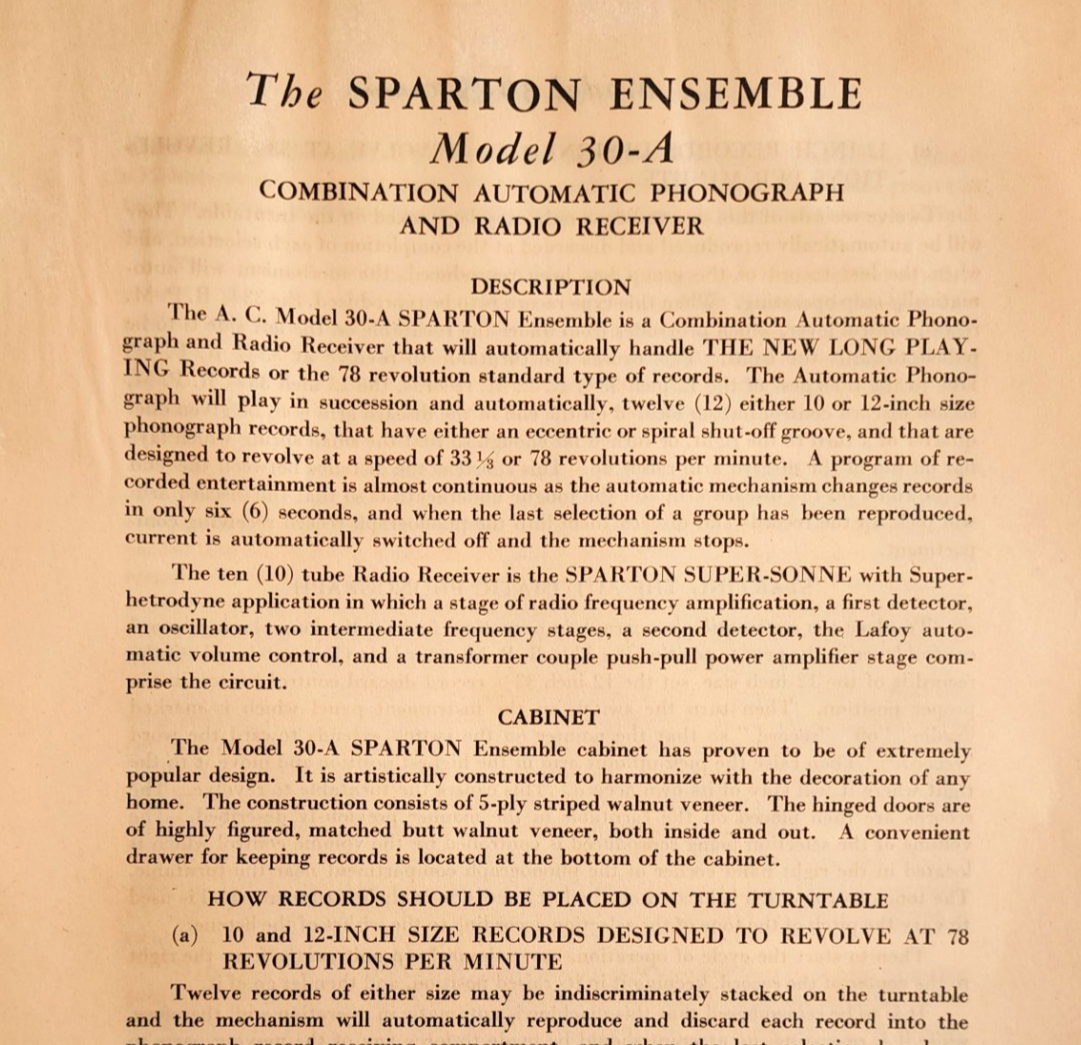 The SPARTON ENSEMBLE
Model 30-A
COMBINATION AUTOMATIC PHONOGRAPH
AND RADIO RECEIVER
DESCRIPTION
The A. C. Model 30-A SPARTON Ensemble is a Combination Automatic Phono-
graph and Radio Receiver that will automatically handle THE NEW LONG PLAY-
ING Records or the 78 revolution standard type of records. The Automatic Phono-
graph will play in succession and automatically, twelve (12) either 10 or 12-inch size
phonograph records, that have either an eccentric or spiral shut-off groove, and that are
designed to revolve at a speed of 33 ⅓ or 78 revolutions per minute. A program of re-
corded entertainment is almost continuous as the automatic mechanism changes records
in only six (6) seconds, and when the last selection of a group has been reproduced,
current is automatically switched off and the mechanism stops.
The ten (10) tube Radio Receiver is the SPARTON SUPER-SONNE with Super-
hetrodyne application in which a stage of radio frequency amplification, a first detector,
an oscillator, two intermediate frequency stages, a second detector, the Lafoy auto-
matic volume control, and a transformer couple push-pull power amplifier stage com-
prise the circuit.
CABINET
The Model 30-A SPARTON Ensemble cabinet has proven to be of extremely
popular design. It is artistically constructed to harmonize with the decoration of any
home. The construction consists of 5-ply striped walnut veneer. The hinged doors are
of highly figured, matched butt walnut veneer, both inside and out. A convenient
drawer for keeping records is located at the bottom of the cabinet.
HOW RECORDS SHOULD BE PLACED ON THE TURNTABLE
(a) 10 and 12-INCH SIZE RECORDS DESIGNED TO REVOLVE AT 78
REVOLUTIONS PER MINUTE
Twelve records of either size may be indiscriminately stacked on the turntable
and the mechanism will automatically reproduce and discard each record into the